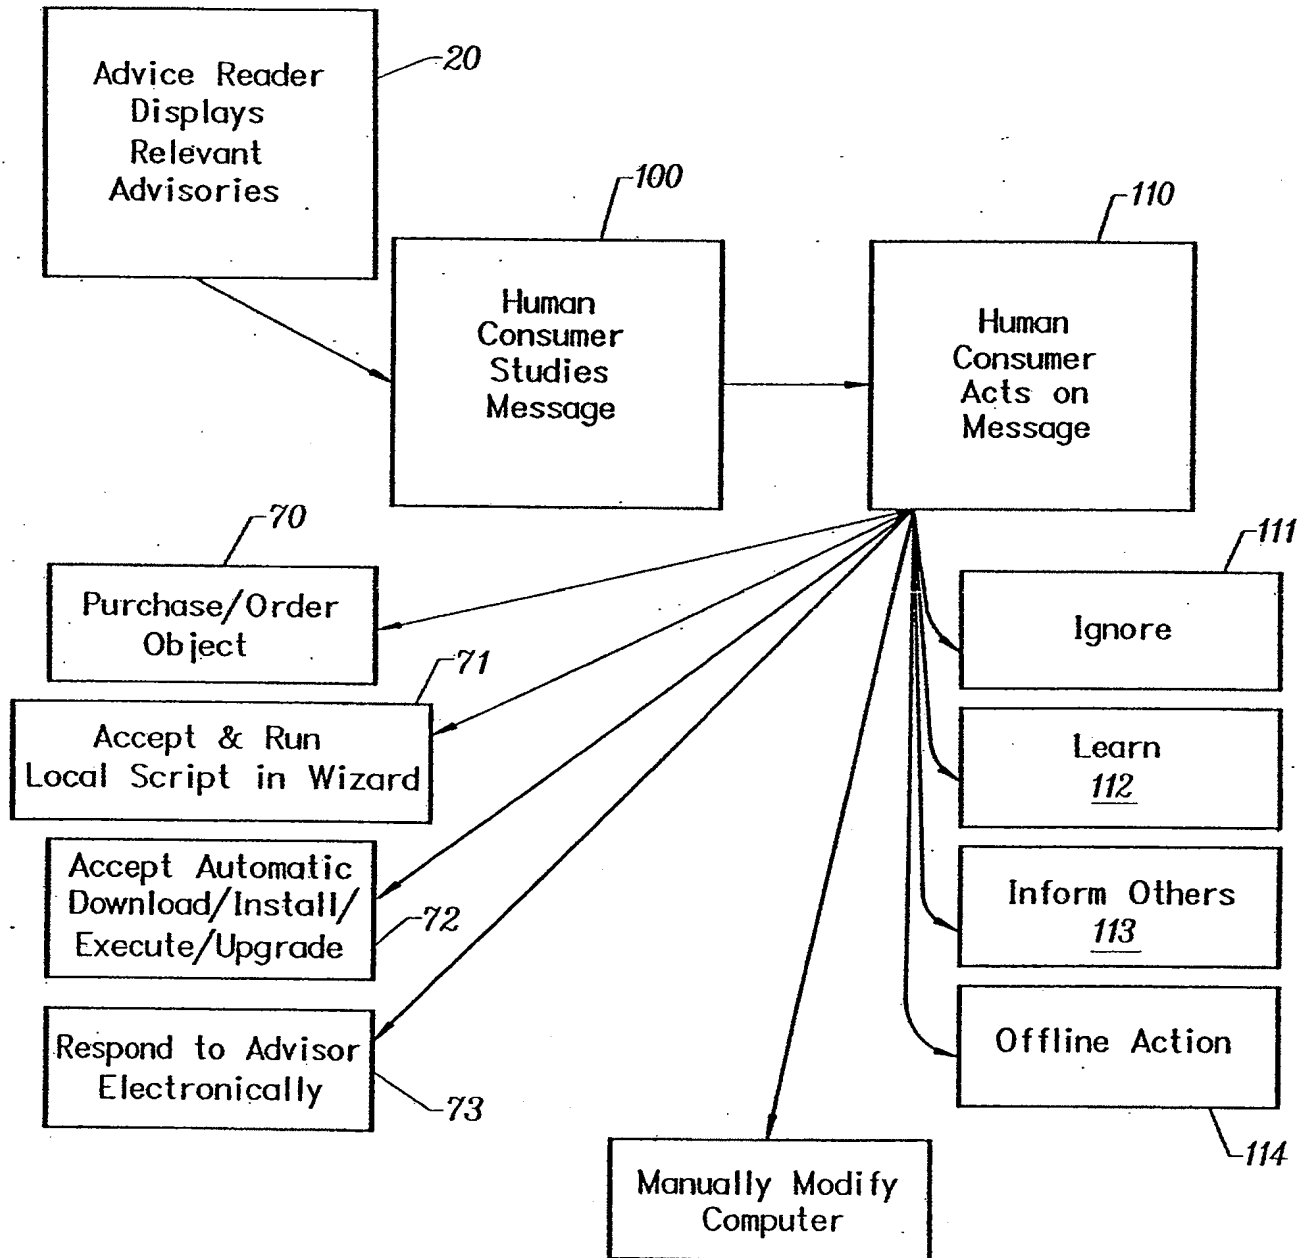 Advice Reader
Displays
Relevant
Advisories
20
100
Human
Consumer
Studies
Message
110
Human
Consumer
Acts on
Message
70
Purchase/Order
Object
71
Accept & Run
Local Script in Wizard
Accept Automatic
Download/Install/
Execute/Upgrade
72
Respond to Advisor
Electronically
73
Manually Modify
Computer
111
Ignore
Learn
112
Inform Others
113
Offline Action
114